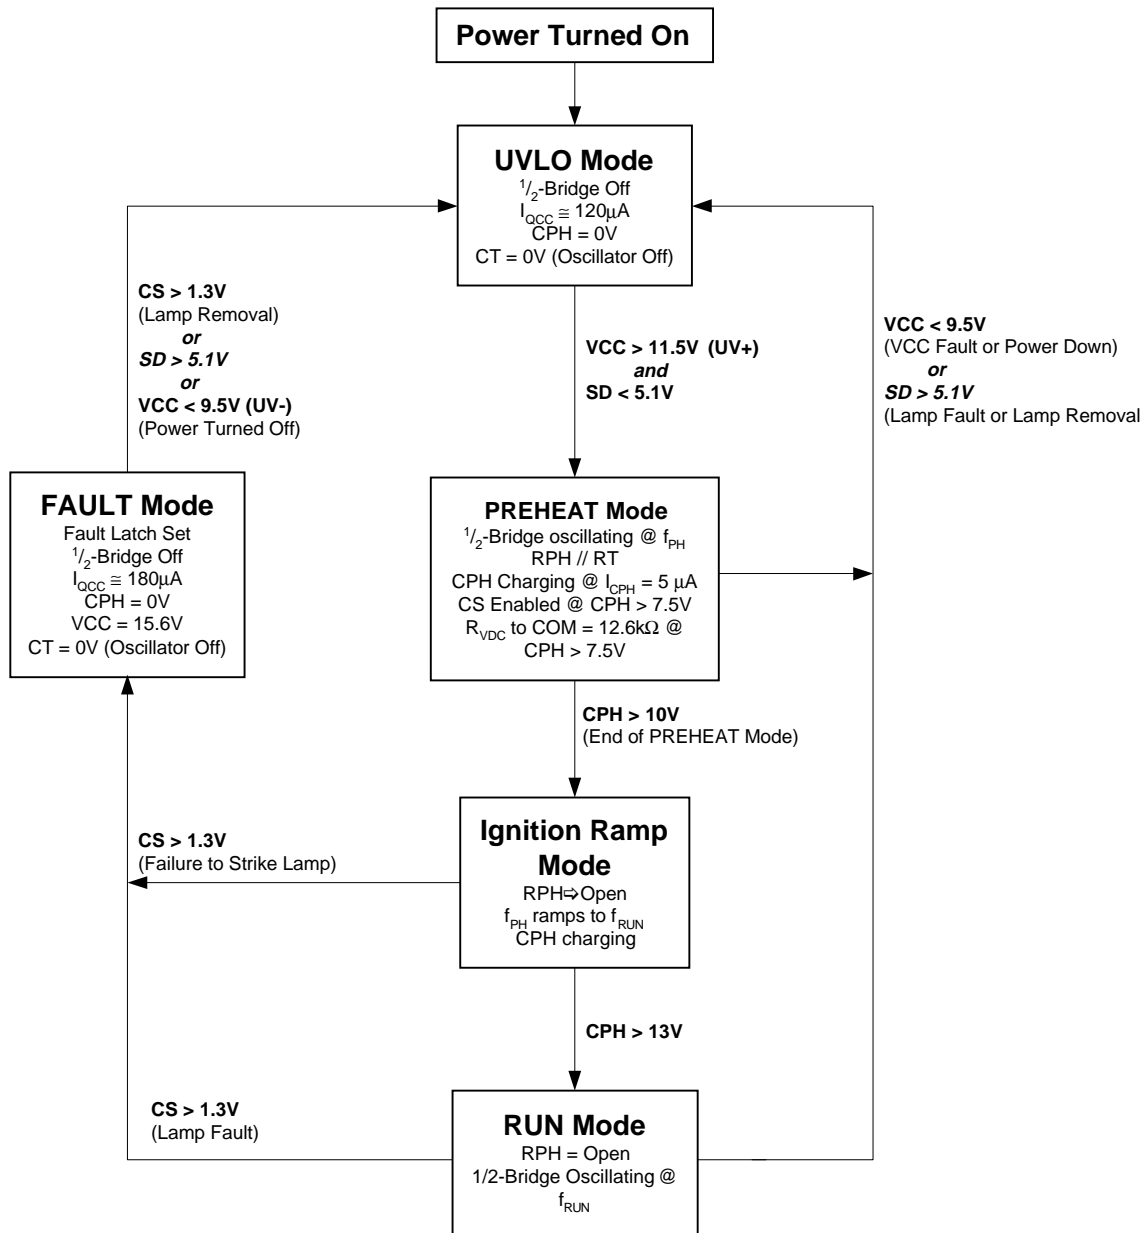 Power Turned On
UVLO Mode
1/2-Bridge Off
IQCC ≅ 120μA
CPH = 0V
CT = 0V (Oscillator Off)
CS > 1.3V
(Lamp Removal)
or
SD > 5.1V
or
VCC < 9.5V (UV-)
(Power Turned Off)
VCC > 11.5V (UV+)
and
SD < 5.1V
VCC < 9.5V
(VCC Fault or Power Down)
or
SD > 5.1V
(Lamp Fault or Lamp Removal
FAULT Mode
Fault Latch Set
1/2-Bridge Off
IQCC ≅ 180μA
CPH = 0V
VCC = 15.6V
CT = 0V (Oscillator Off)
PREHEAT Mode
1/2-Bridge oscillating @ fPH
RPH // RT
CPH Charging @ ICPH = 5 μA
CS Enabled @ CPH > 7.5V
RVDC to COM = 12.6kΩ @
CPH > 7.5V
CPH > 10V
(End of PREHEAT Mode)
CS > 1.3V
(Failure to Strike Lamp)
Ignition Ramp
Mode
RPH⇨Open
fPH ramps to fRUN
CPH charging
CPH > 13V
CS > 1.3V
(Lamp Fault)
RUN Mode
RPH = Open
1/2-Bridge Oscillating @
fRUN